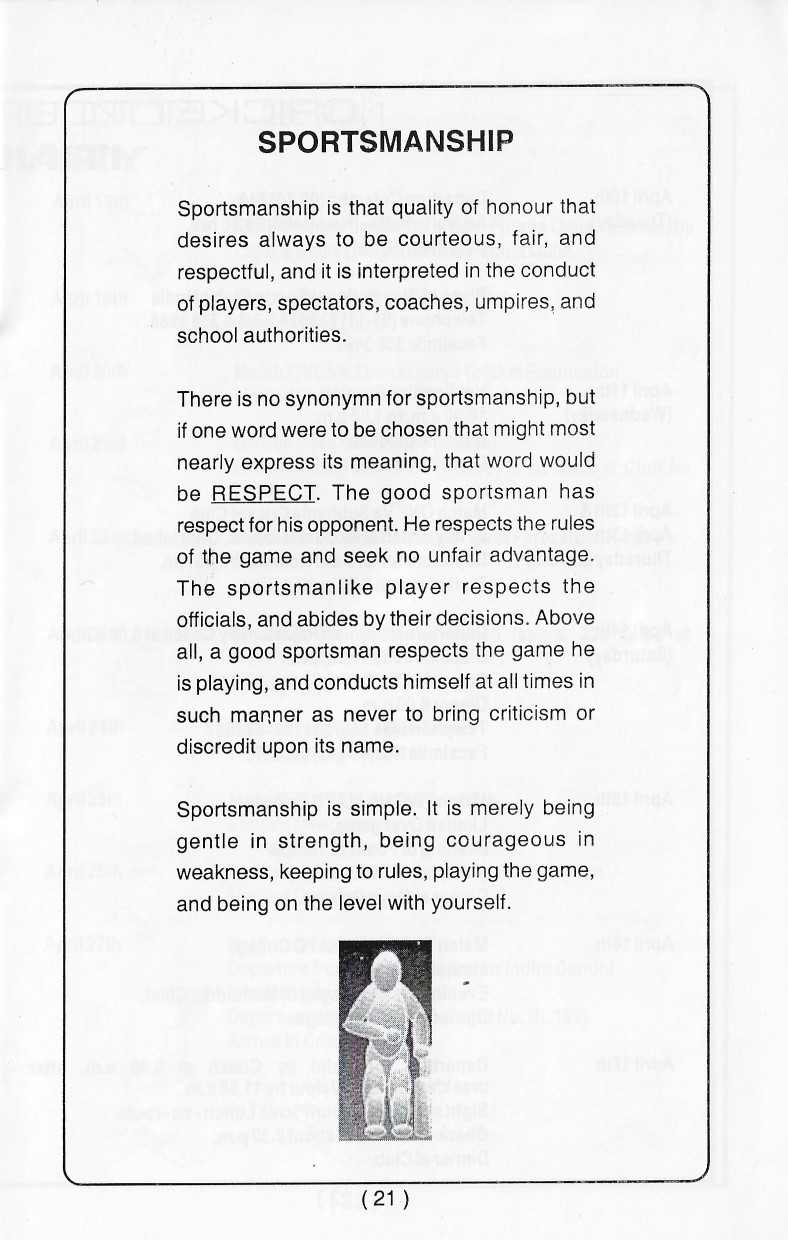 SPORTSMANSHIP
Sportsmanship is that quality of honour that
desires always to be courteous, fair, and
respectful, and it is interpreted in the conduct
of players, spectators, coaches, umpires, and
school authorities.
There is no synonymn for sportsmanship, but
if one word were to be chosen that might most
nearly express its meaning, that word would
be RESPECT. The good sportsman has
respect for his opponent. He respects the rules
of the game and seek no unfair advantage.
The sportsmanlike player respects the
officials, and abides by their decisions. Above
all, a good sportsman respects the game he
is playing, and conducts himself at all times in
such manner as never to bring criticism or
discredit upon its name.
Sportsmanship is simple. It is merely being
gentle in strength, being courageous in
weakness, keeping to rules, playing the game,
and being on the level with yourself.
( 21 )